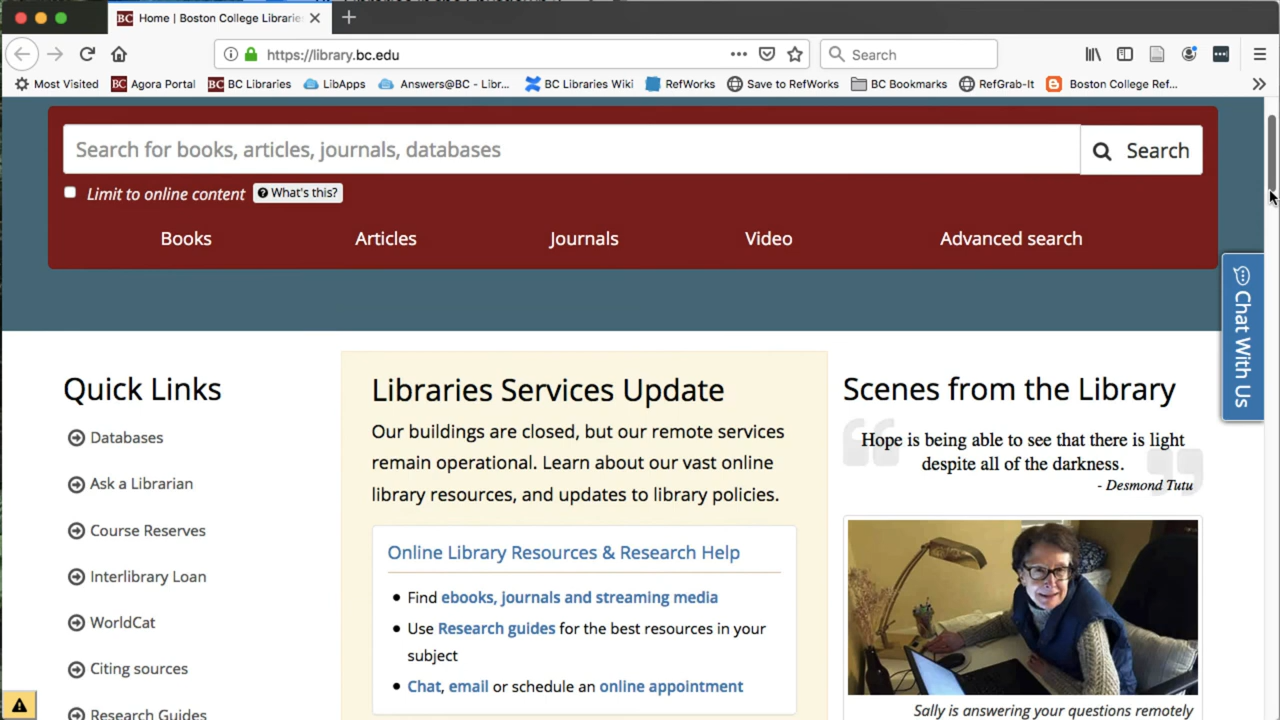 BC Home | Boston College Librarie
https://library.bc.edu
Search
Most Visited BC Agora Portal BC BC Libraries LibApps Answers@BC - Libr... BC Libraries Wiki RefWorks Save to RefWorks BC Bookmarks RefGrab-It Boston College Ref...
Search for books, articles, journals, databases
Search
Limit to online content
What's this?
Books Articles Journals Video Advanced search
Chat With Us
Quick Links
Databases
Ask a Librarian
Course Reserves
Interlibrary Loan
WorldCat
Citing sources
Research Guides
Libraries Services Update
Our buildings are closed, but our remote services
remain operational. Learn about our vast online
library resources, and updates to library policies.
Online Library Resources & Research Help
Find ebooks, journals and streaming media
Use Research guides for the best resources in your
subject
Chat, email or schedule an online appointment
Scenes from the Library
Hope is being able to see that there is light
despite all of the darkness.
- Desmond Tutu
Sally is answering your questions remotely